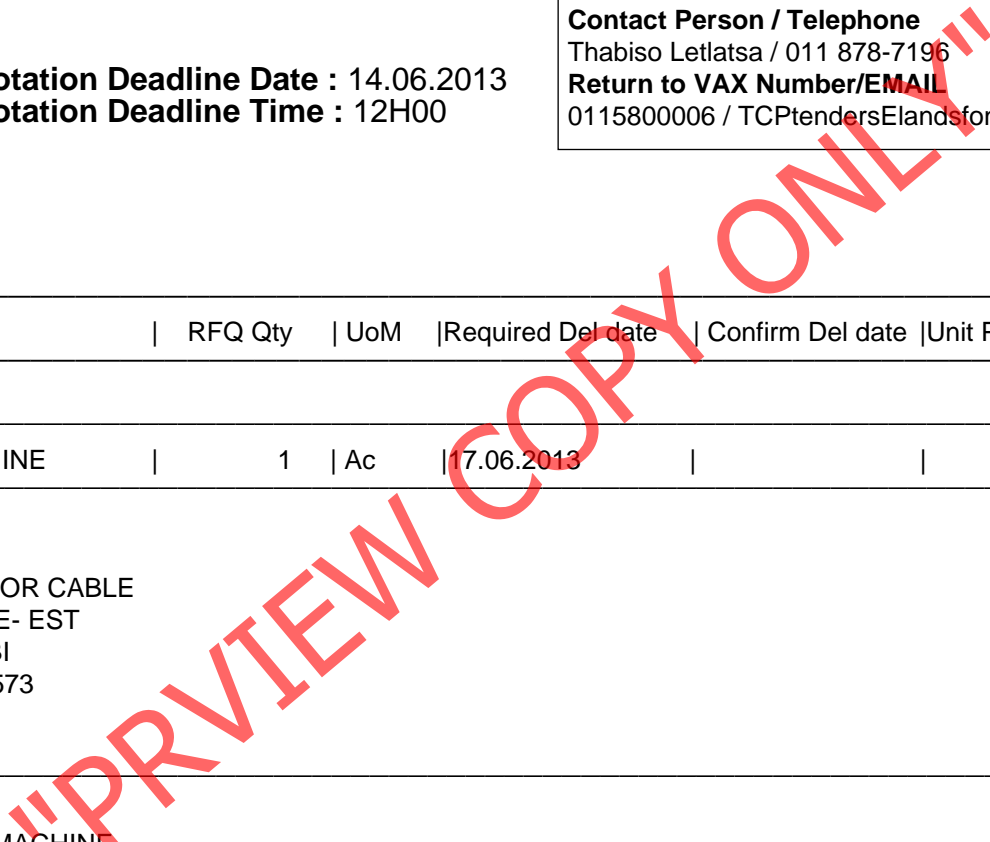 Contact Person / Telephone
Thabiso Letlatsa / 011 878-7196
Return to VAX Number/EMAIL
0115800006 / TCPtendersElandsfor
otation Deadline Date : 14.06.2013
otation Deadline Time : 12H00
| RFQ Qty | UoM |Required Del date | Confirm Del date |Unit P
INE | 1 | Ac |17.06.2013 | |
OR CABLE
E- EST
BI
573
MACHINE
"PRVIEW COPY ONLY"